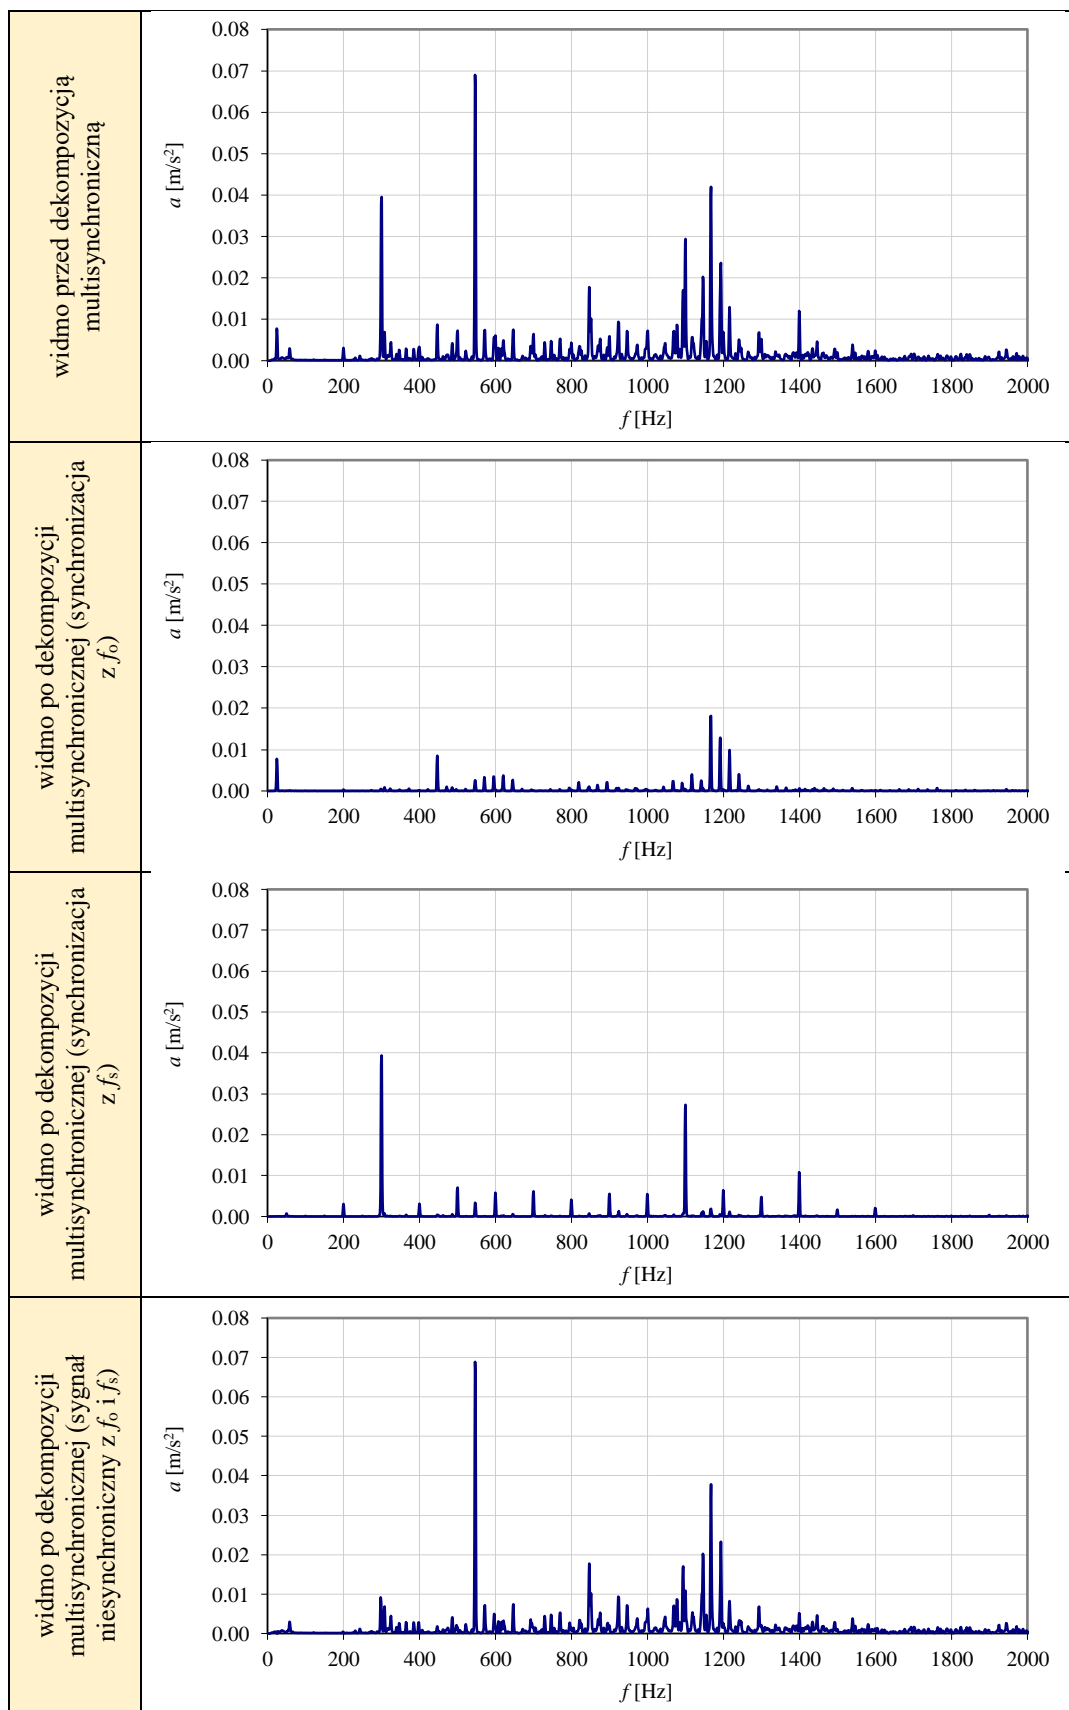 widmo przed dekompozycją
multisynchroniczną
0.08
0.07
0.06
0.05
0.04
0.03
0.02
0.01
0.00
a [m/s²]
0 200 400 600 800 1000 1200 1400 1600 1800 2000
f [Hz]
widmo po dekompozycji
multisynchronicznej (synchronizacja
z fo)
0.08
0.07
0.06
0.05
0.04
0.03
0.02
0.01
0.00
a [m/s²]
0 200 400 600 800 1000 1200 1400 1600 1800 2000
f [Hz]
widmo po dekompozycji
multisynchronicznej (synchronizacja
z fs)
0.08
0.07
0.06
0.05
0.04
0.03
0.02
0.01
0.00
a [m/s²]
0 200 400 600 800 1000 1200 1400 1600 1800 2000
f [Hz]
widmo po dekompozycji
multisynchronicznej (sygnał
niesynchroniczny z fo i fs)
0.08
0.07
0.06
0.05
0.04
0.03
0.02
0.01
0.00
a [m/s²]
0 200 400 600 800 1000 1200 1400 1600 1800 2000
f [Hz]